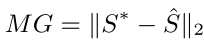 MG = ‖S* − Ŝ‖₂